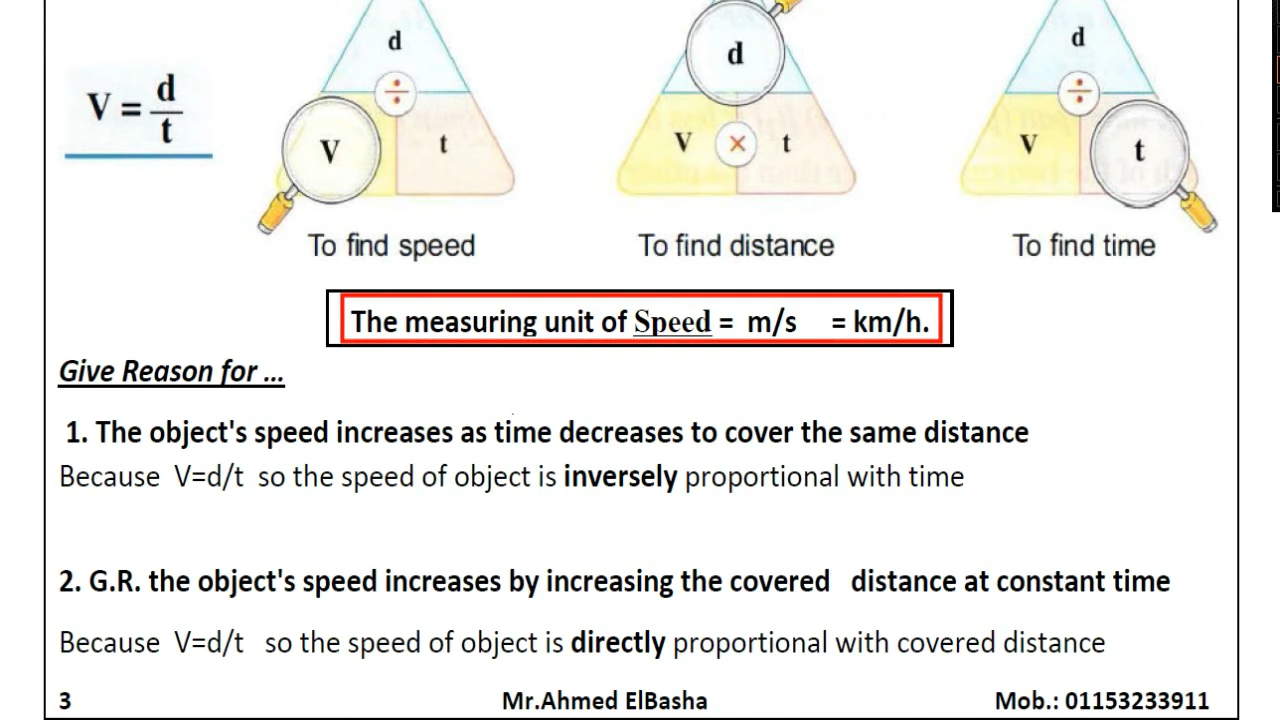 d d d
V = d/t
÷ ÷
V t V × t V t
To find speed To find distance To find time
The measuring unit of Speed = m/s = km/h.
Give Reason for ...
1. The object's speed increases as time decreases to cover the same distance
Because V=d/t so the speed of object is inversely proportional with time
2. G.R. the object's speed increases by increasing the covered distance at constant time
Because V=d/t so the speed of object is directly proportional with covered distance
3 Mr.Ahmed ElBasha Mob.: 01153233911